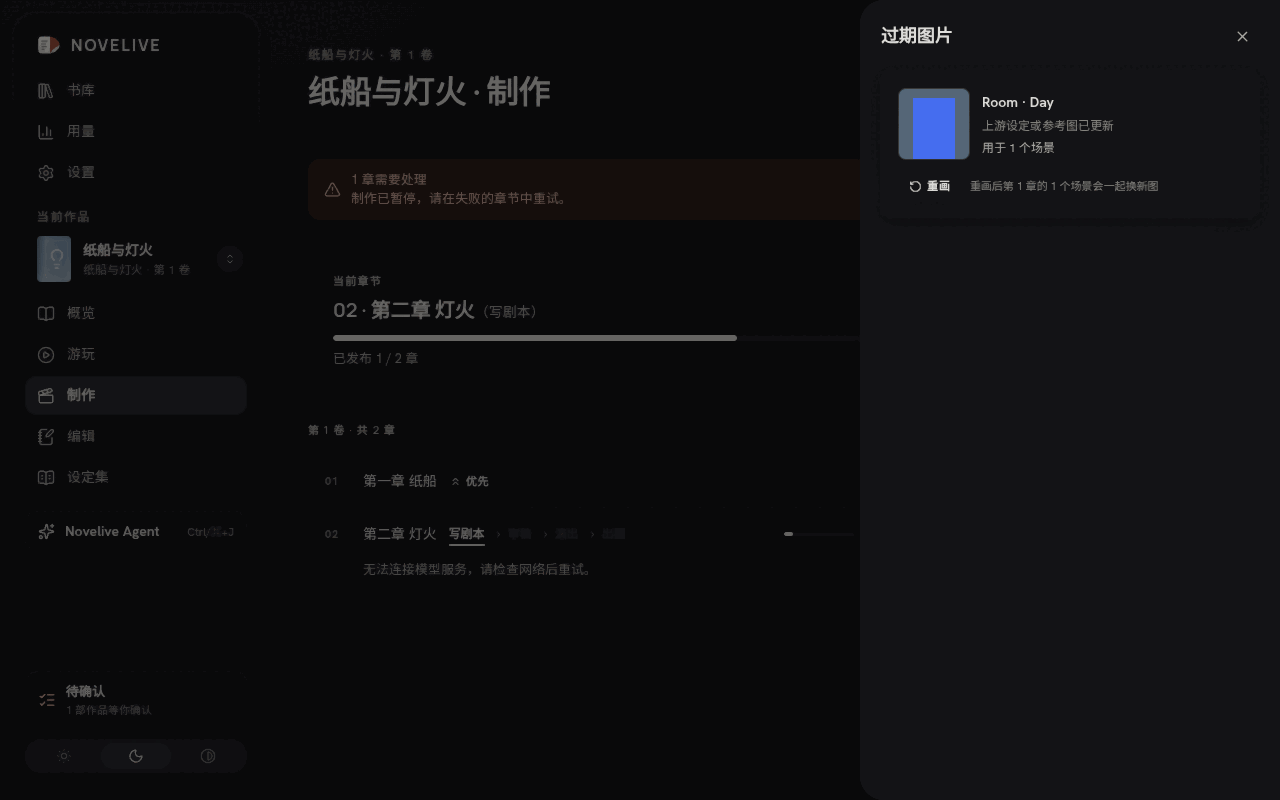 NOVELIVE
书库
用量
设置
当前作品
纸船与灯火
纸船与灯火 · 第 1 卷
概览
游玩
制作
编辑
设定集
Novelive Agent
Ctrl/⌘+J
待确认
1 部作品等你确认
纸船与灯火 · 第 1 卷
纸船与灯火 · 制作
1 章需要处理
制作已暂停，请在失败的章节中重试。
当前章节
02 · 第二章 灯火（写剧本）
已发布 1 / 2 章
第 1 卷 · 共 2 章
01 第一章 纸船 优先
02 第二章 灯火 写剧本
无法连接模型服务，请检查网络后重试。
过期图片
Room · Day
上游设定或参考图已更新
用于 1 个场景
重画 重画后第 1 章的 1 个场景会一起换新图